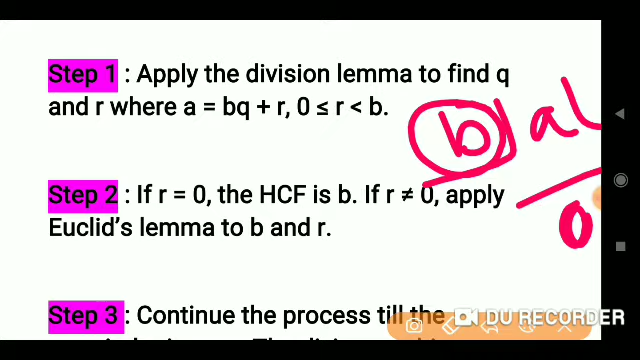 Step 1 : Apply the division lemma to find q
and r where a = bq + r, 0 ≤ r < b.
b) a (
0
Step 2 : If r = 0, the HCF is b. If r ≠ 0, apply
Euclid's lemma to b and r.
Step 3 : Continue the process till the
DU RECORDER